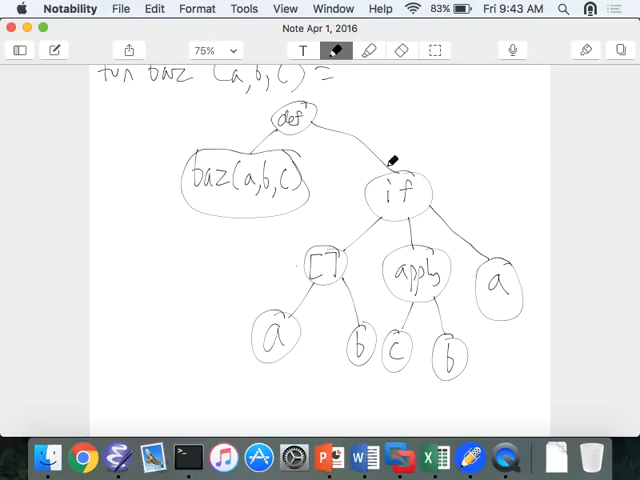 Notability File Edit Format Tools View Window Help 83% Fri 9:43 AM
Note Apr 1, 2016
75% T
fun baz (a,b,c) =
def
baz(a,b,c)
if
[] apply a
a b c b